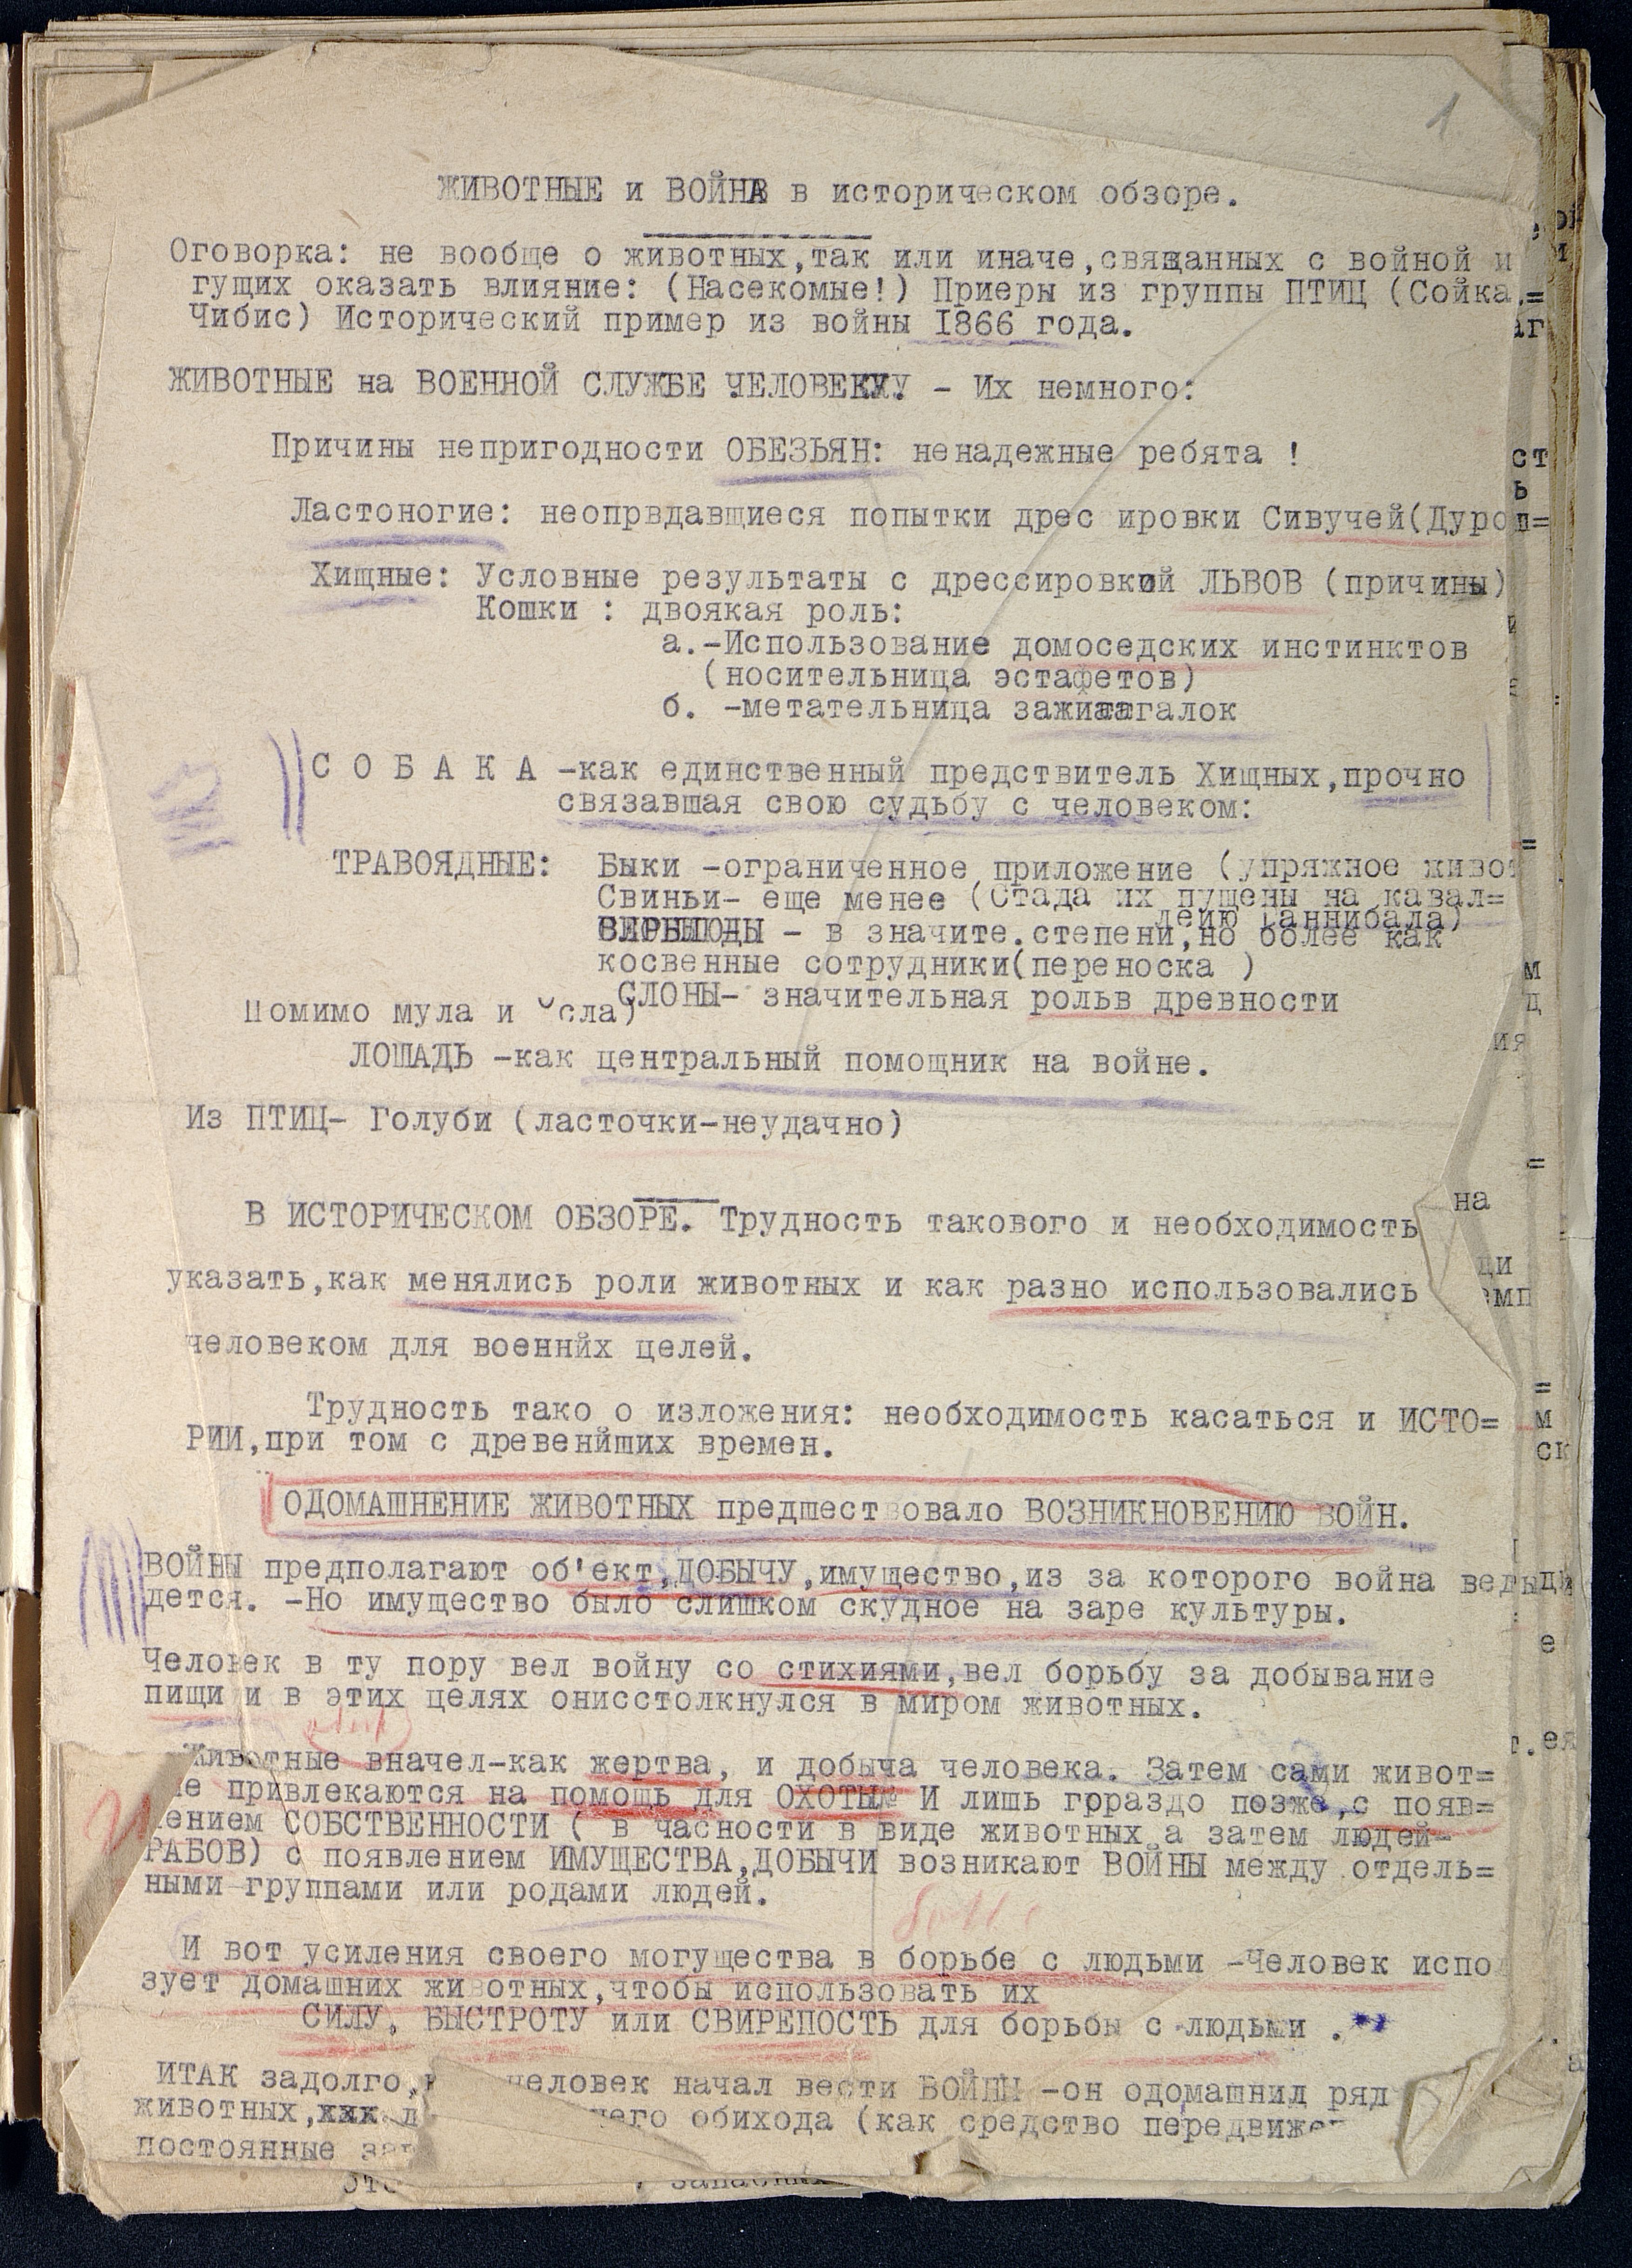 1
ЖИВОТНЫЕ и ВОЙНА в историческом обзоре.
Оговорка: не вообще о животных,так или иначе,связанных с войной и
гущих оказать влияние: (Насекомые!) Приеры из группы ПТИЦ (Сойка
Чибис) Исторический пример из войны I866 года.
ЖИВОТНЫЕ на ВОЕННОЙ СЛУЖБЕ ЧЕЛОВЕКУ - Их немного:
Причины непригодности ОБЕЗЬЯН: ненадежные ребята !
Ластоногие: неопрвдавщиеся попытки дрес ировки Сивучей(Дуро
Хищные: Условные результаты с дрессировкой ЛЬВОВ (причины)
Кошки : двоякая роль:
а.-Использование домоседских инстинктов
(носительница эстафетов)
б. -метательница зажигалок
С О Б А К А -как единственный предствитель Хищных,прочно
связавшая свою судьбу с человеком:
ТРАВОЯДНЫЕ: Быки -ограниченное приложение (упряжное живот
Свиньи- еще менее (Стада их пущены на кавал=
лейю Ганнибала)
ВЕРБЛЮДЫ - в значите.степени,но более как
косвенные сотрудники(переноска )
СЛОНЫ- значительная рольв древности
Помимо мула и сла)
ЛОШАДЬ -как центральный помощник на войне.
Из ПТИЦ- Голуби (ласточки-неудачно)
В ИСТОРИЧЕСКОМ ОБЗОРЕ. Трудность такового и необходимость
указать,как менялись роли животных и как разно использовались
человеком для военнйх целей.
Трудность тако о изложения: необходимость касаться и ИСТО=
РИИ,при том с древенйших времен.
ОДОМАШНЕНИЕ ЖИВОТНЫХ предшествовало ВОЗНИКНОВЕНИЮ ВОЙН.
ВОЙНЫ предполагают об'ект,ДОБЫЧУ,имущество,из за которого война ве
дется. -Но имущество было слишком скудное на заре культуры.
Человек в ту пору вел войну со стихиями,вел борьбу за добывание
пищи и в этих целях онисстолкнулся в миром животных.
Животные вначел-как жертва, и добыча человека. Затем сами живот=
ые привлекаются на помощь для ОХОТЫ. И лишь грраздо позже,с появ=
лением СОБСТВЕННОСТИ ( в часности в виде животных а затем людей-
РАБОВ) с появлением ИМУЩЕСТВА,ДОБЫЧИ возникают ВОЙНЫ между отдель=
ными группами или родами людей.
И вот усиления своего могущества в борьбе с людьми -Человек испо
зует домашних животных,чтобы использовать их
СИЛУ, БЫСТРОТУ или СВИРЕПОСТЬ для борьбы с людьми .
ИТАК задолго, человек начал вести ВОЙНЫ -он одомашнил ряд
животных, обихода (как средство передвиже
постоянные